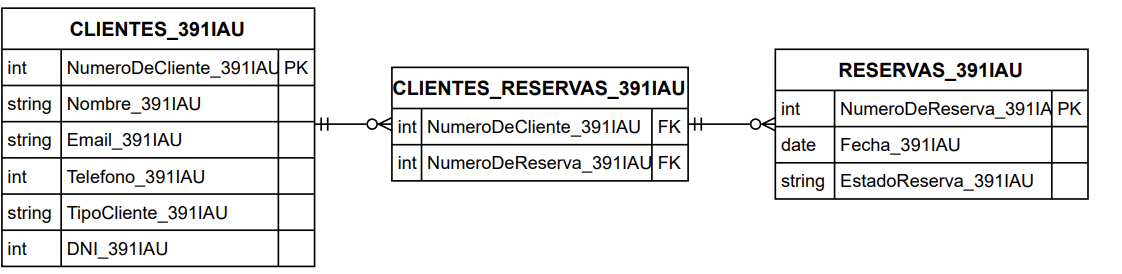 CLIENTES_391IAU
int NumeroDeCliente_391IAU PK
string Nombre_391IAU
string Email_391IAU
int Telefono_391IAU
string TipoCliente_391IAU
int DNI_391IAU
CLIENTES_RESERVAS_391IAU
int NumeroDeCliente_391IAU FK
int NumeroDeReserva_391IAU FK
RESERVAS_391IAU
int NumeroDeReserva_391IA PK
date Fecha_391IAU
string EstadoReserva_391IAU